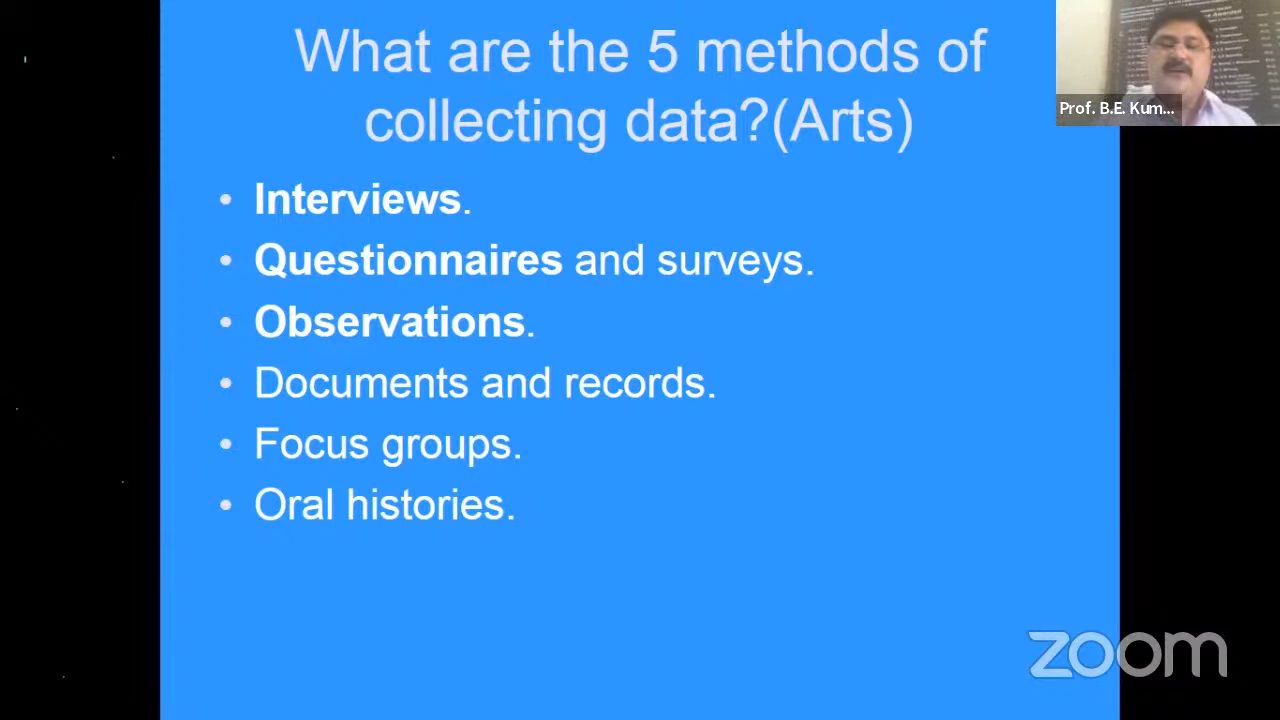 What are the 5 methods of
collecting data?(Arts)
• Interviews.
• Questionnaires and surveys.
• Observations.
• Documents and records.
• Focus groups.
• Oral histories.
Prof. B.E. Kum...
zoom